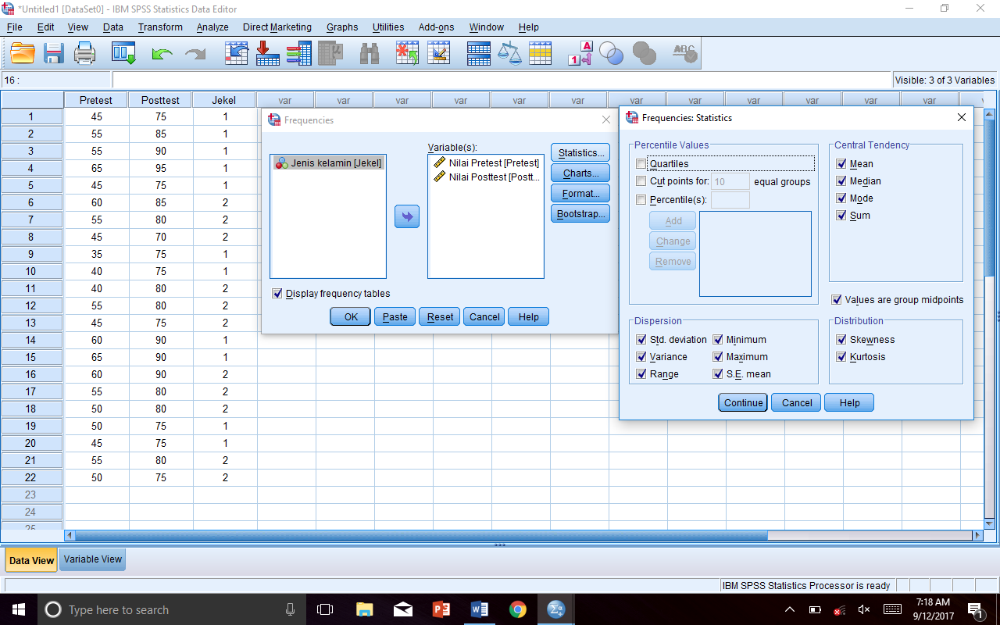 *Untitled1 [DataSet0] - IBM SPSS Statistics Data Editor
File Edit View Data Transform Analyze Direct Marketing Graphs Utilities Add-ons Window Help
16 :
Visible: 3 of 3 Variables
Pretest Posttest Jekel var var var var var var var var var var var var
1 45 75 1
2 55 85 1
3 55 90 1
4 65 95 1
5 45 75 1
6 60 85 2
7 55 80 2
8 45 70 2
9 35 75 1
10 40 75 1
11 40 80 2
12 55 80 2
13 45 75 2
14 60 90 1
15 65 90 1
16 60 90 2
17 55 80 2
18 50 80 2
19 50 75 1
20 45 75 1
21 55 80 2
22 50 75 2
23
24
25
Frequencies
Variable(s):
Jenis kelamin [Jekel]
Nilai Pretest [Pretest]
Nilai Posttest [Postt...
Statistics...
Charts...
Format...
Bootstrap...
Display frequency tables
OK Paste Reset Cancel Help
Frequencies: Statistics
Percentile Values
Quartiles
Cut points for: 10 equal groups
Percentile(s):
Add
Change
Remove
Central Tendency
Mean
Median
Mode
Sum
Values are group midpoints
Dispersion
Std. deviation Minimum
Variance Maximum
Range S.E. mean
Distribution
Skewness
Kurtosis
Continue Cancel Help
Data View Variable View
IBM SPSS Statistics Processor is ready
Type here to search
7:18 AM
9/12/2017
1